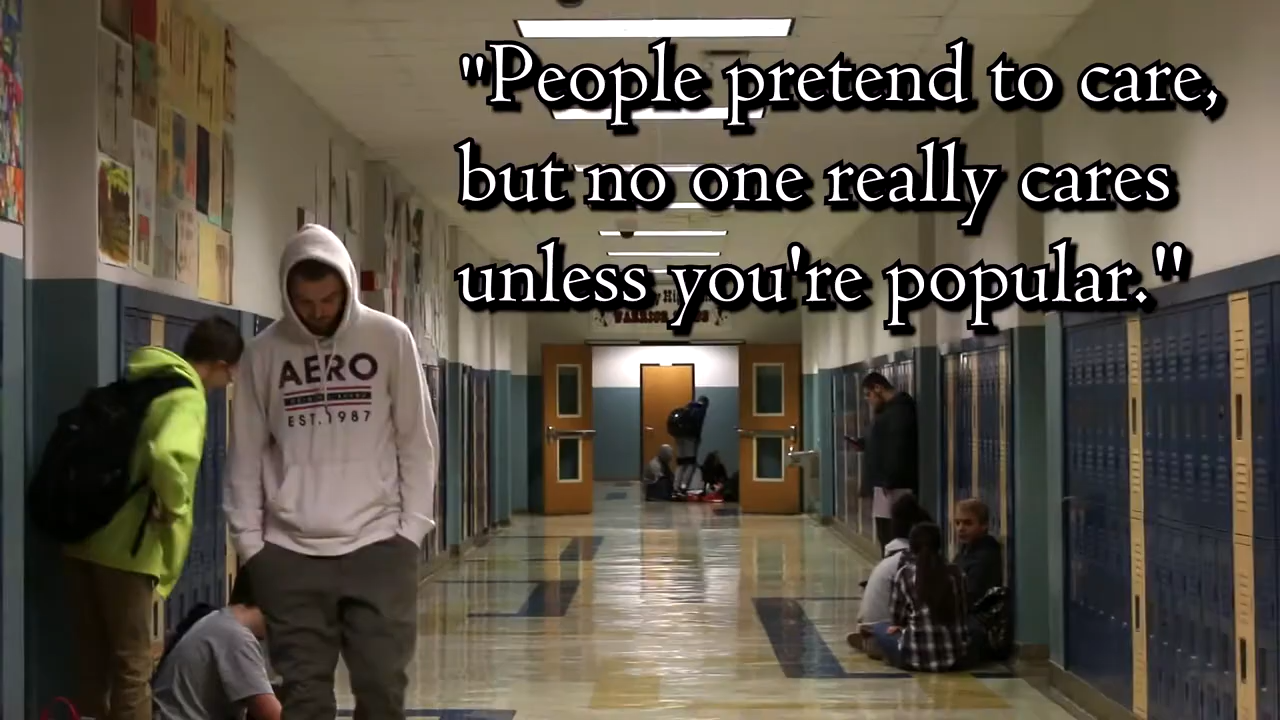 "People pretend to care,
but no one really cares
unless you're popular."
AERO
EST. 1987